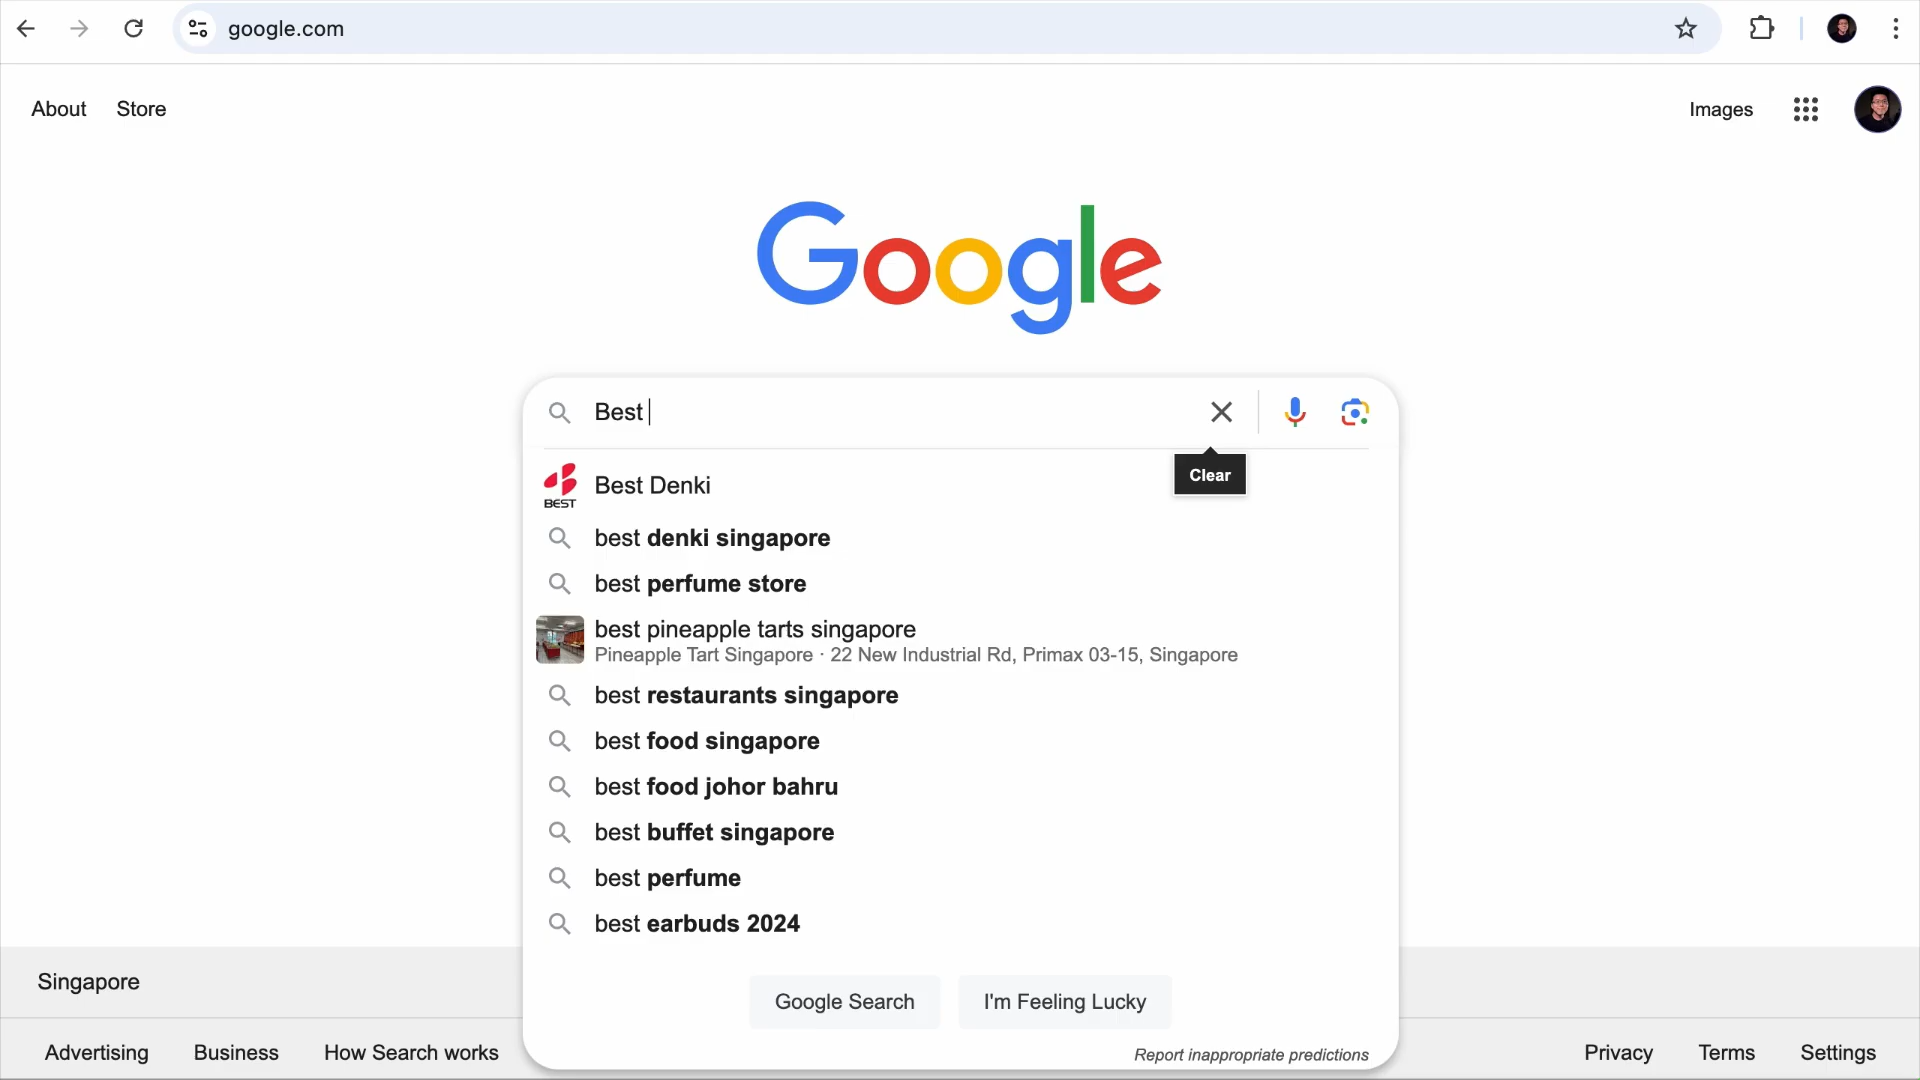 google.com
About Store Images
Google
Best
Clear
BEST Best Denki
best denki singapore
best perfume store
best pineapple tarts singapore
Pineapple Tart Singapore · 22 New Industrial Rd, Primax 03-15, Singapore
best restaurants singapore
best food singapore
best food johor bahru
best buffet singapore
best perfume
best earbuds 2024
Singapore
Google Search I'm Feeling Lucky
Advertising Business How Search works
Report inappropriate predictions
Privacy Terms Settings